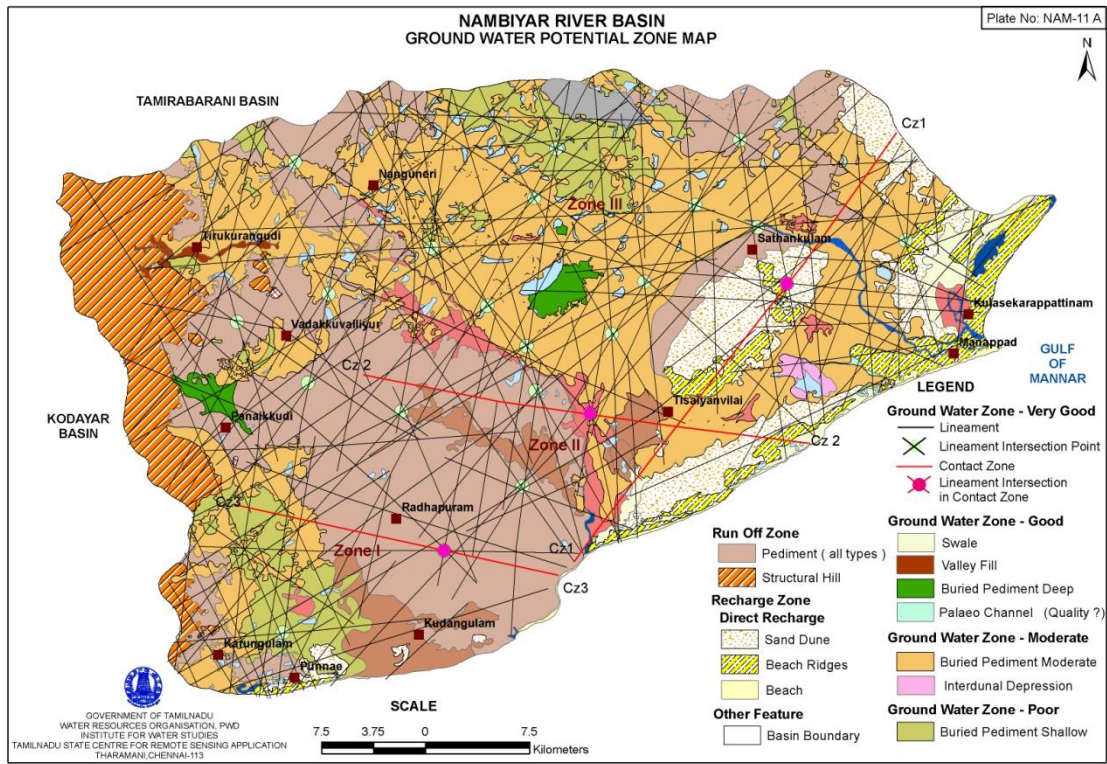 NAMBIYAR RIVER BASIN
GROUND WATER POTENTIAL ZONE MAP
Plate No: NAM-11 A
N
TAMIRABARANI BASIN
Cz1
Nanguneri
Zone III
Tirukurangudi
Sathankulam
Kulasekarappattinam
Vadakkuvalliyur
Manappad
GULF
OF
MANNAR
Cz 2
KODAYAR
BASIN
Panaikkudi
Tisaiyanvilai
Zone II
Cz 2
Cz3
Radhapuram
Zone I
Cz1
Cz3
Kudangulam
Karungulam
Punnae
LEGEND
Ground Water Zone - Very Good
Lineament
Lineament Intersection Point
Contact Zone
Lineament Intersection
in Contact Zone
Run Off Zone
Pediment ( all types )
Structural Hill
Recharge Zone
Direct Recharge
Sand Dune
Beach Ridges
Beach
Other Feature
Basin Boundary
Ground Water Zone - Good
Swale
Valley Fill
Buried Pediment Deep
Palaeo Channel (Quality ?)
Ground Water Zone - Moderate
Buried Pediment Moderate
Interdunal Depression
Ground Water Zone - Poor
Buried Pediment Shallow
GOVERNMENT OF TAMILNADU
WATER RESOURCES ORGANISATION, PWD
INSTITUTE FOR WATER STUDIES
TAMILNADU STATE CENTRE FOR REMOTE SENSING APPLICATION
THARAMANI,CHENNAI-113
SCALE
7.5 3.75 0 7.5
Kilometers